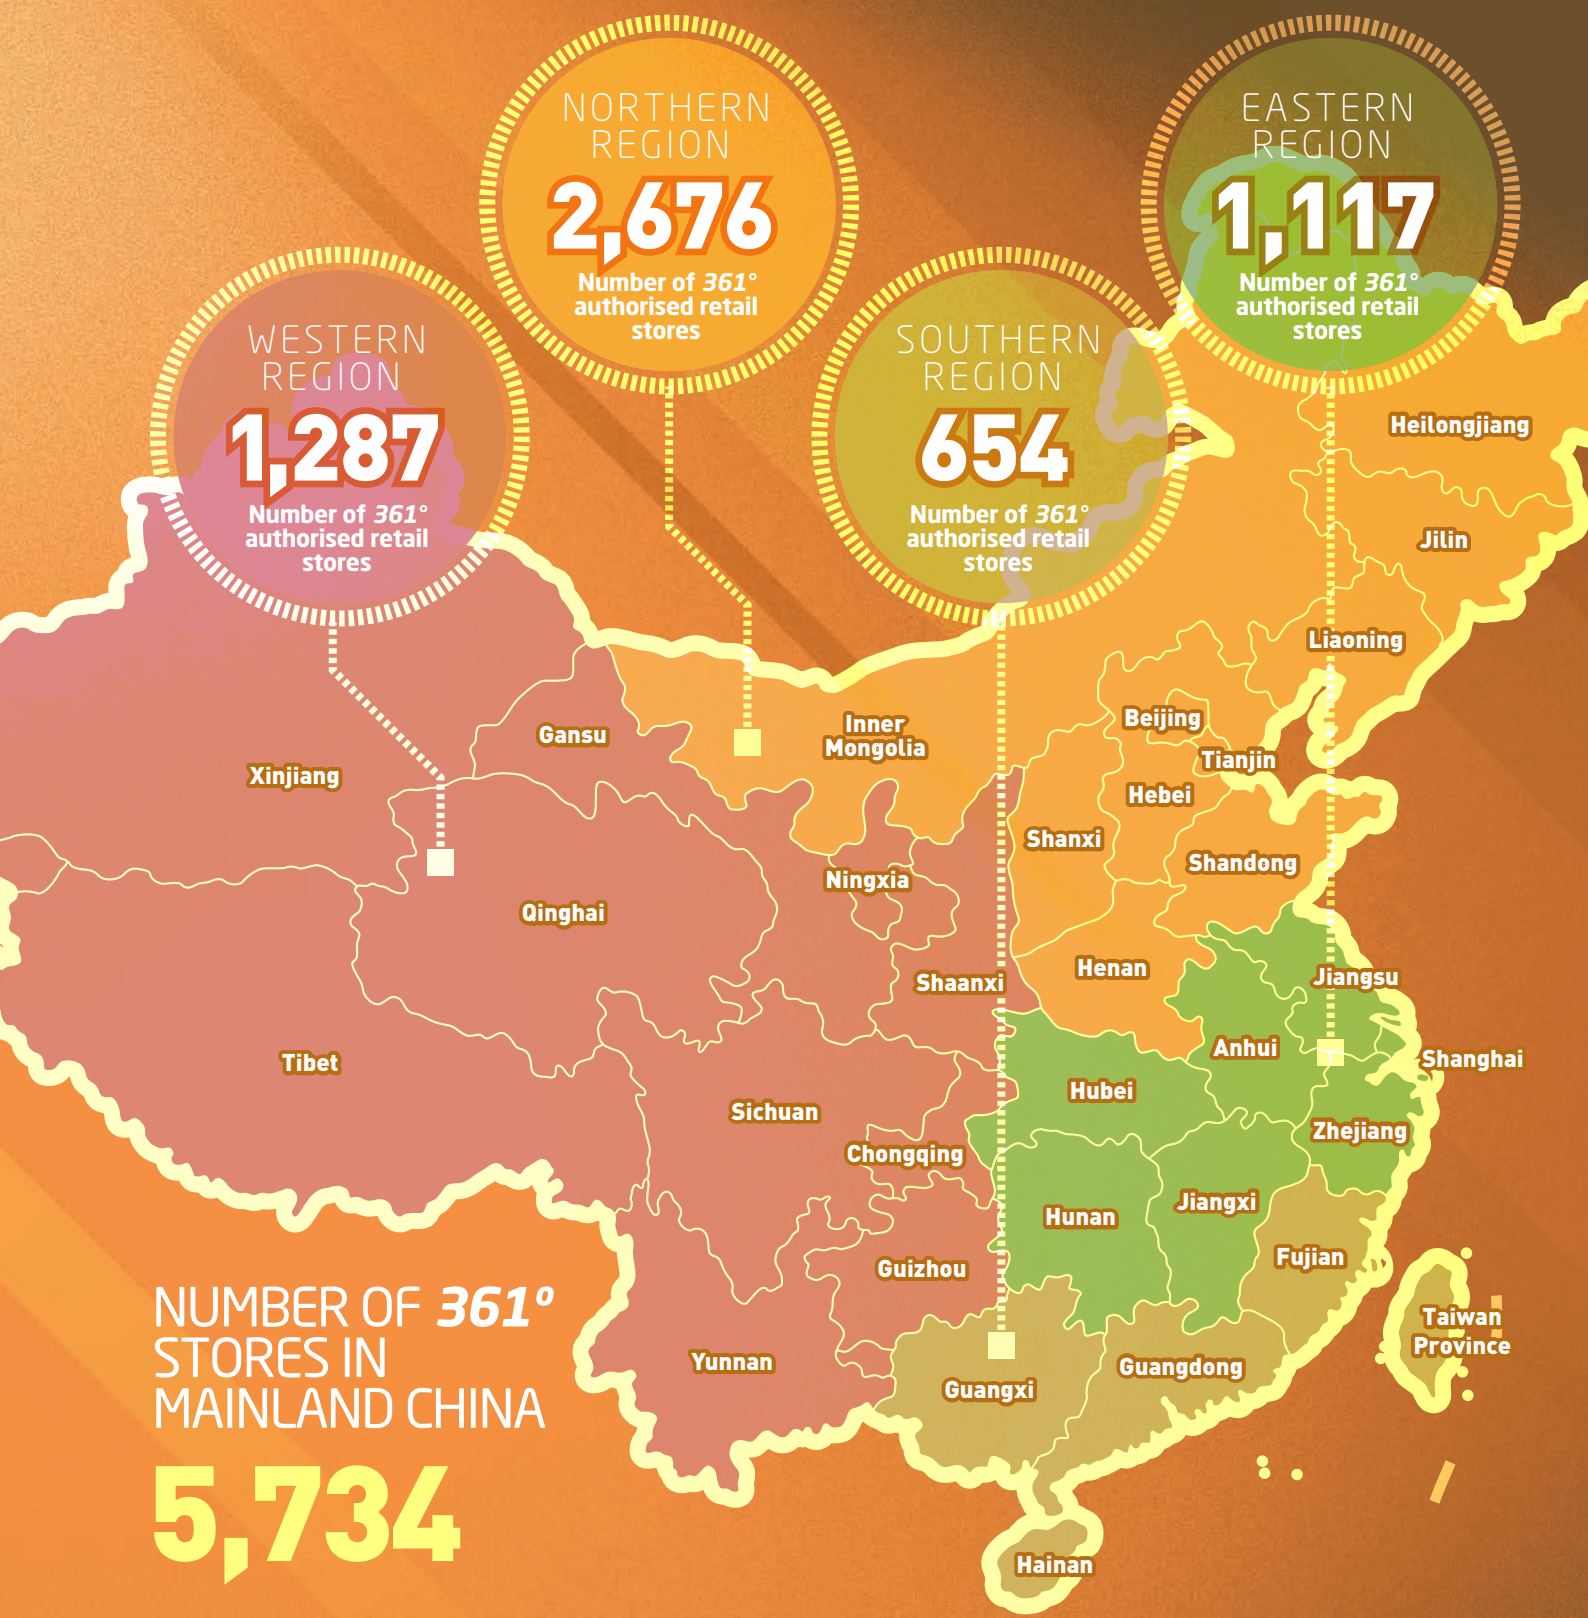 NORTHERN
REGION
2,676
Number of 361°
authorised retail
stores
EASTERN
REGION
1,117
Number of 361°
authorised retail
stores
WESTERN
REGION
1,287
Number of 361°
authorised retail
stores
SOUTHERN
REGION
654
Number of 361°
authorised retail
stores
Heilongjiang
Jilin
Liaoning
Inner
Mongolia
Beijing
Gansu
Tianjin
Xinjiang
Hebei
Shanxi
Shandong
Ningxia
Qinghai
Henan
Shaanxi
Jiangsu
Anhui
Shanghai
Tibet
Hubei
Sichuan
Zhejiang
Chongqing
Jiangxi
Hunan
Fujian
Guizhou
Taiwan
Province
Yunnan
Guangdong
Guangxi
Hainan
NUMBER OF 361º
STORES IN
MAINLAND CHINA
5,734